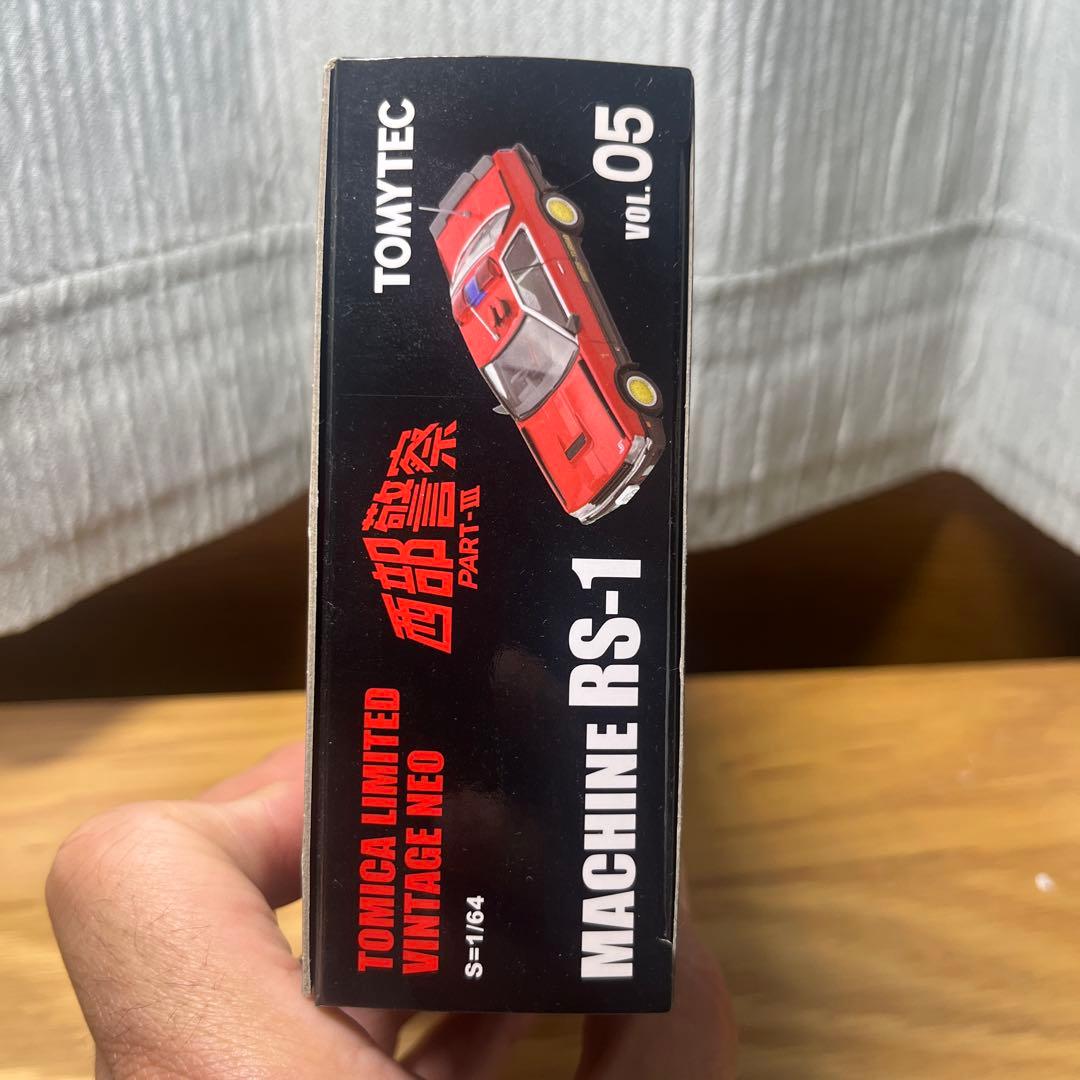 TOMICA LIMITED
VINTAGE NEO
S=1/64
西部警察
PART-III
TOMYTEC
MACHINE RS-1
VOL.05